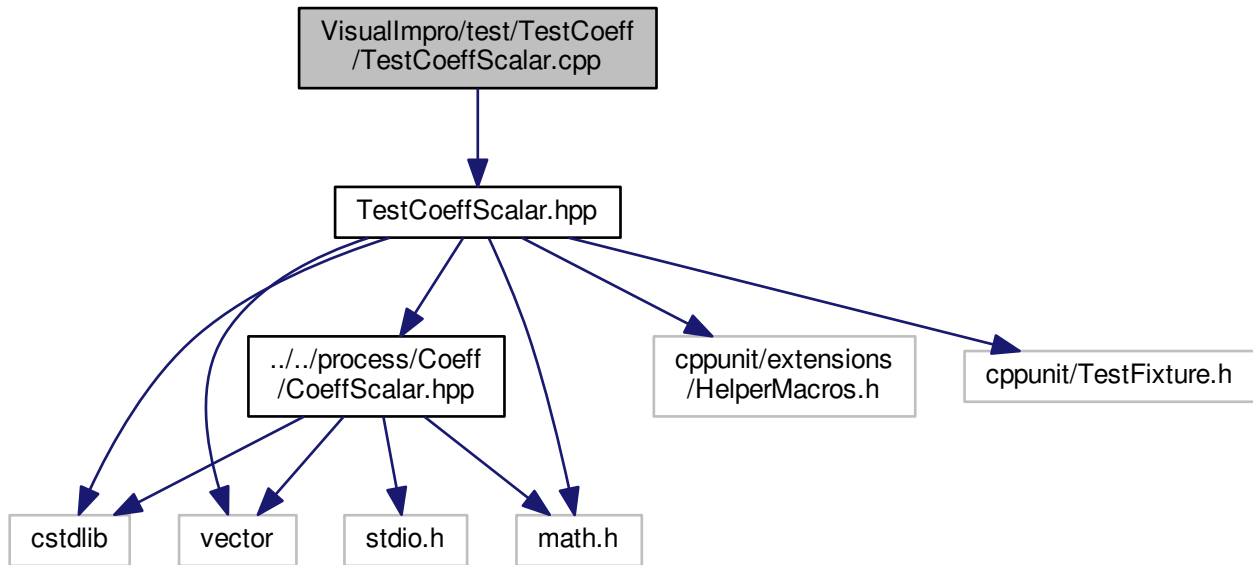 VisualImpro/test/TestCoeff
/TestCoeffScalar.cpp
TestCoeffScalar.hpp
../../process/Coeff
/CoeffScalar.hpp
cppunit/extensions
/HelperMacros.h
cppunit/TestFixture.h
cstdlib
vector
stdio.h
math.h